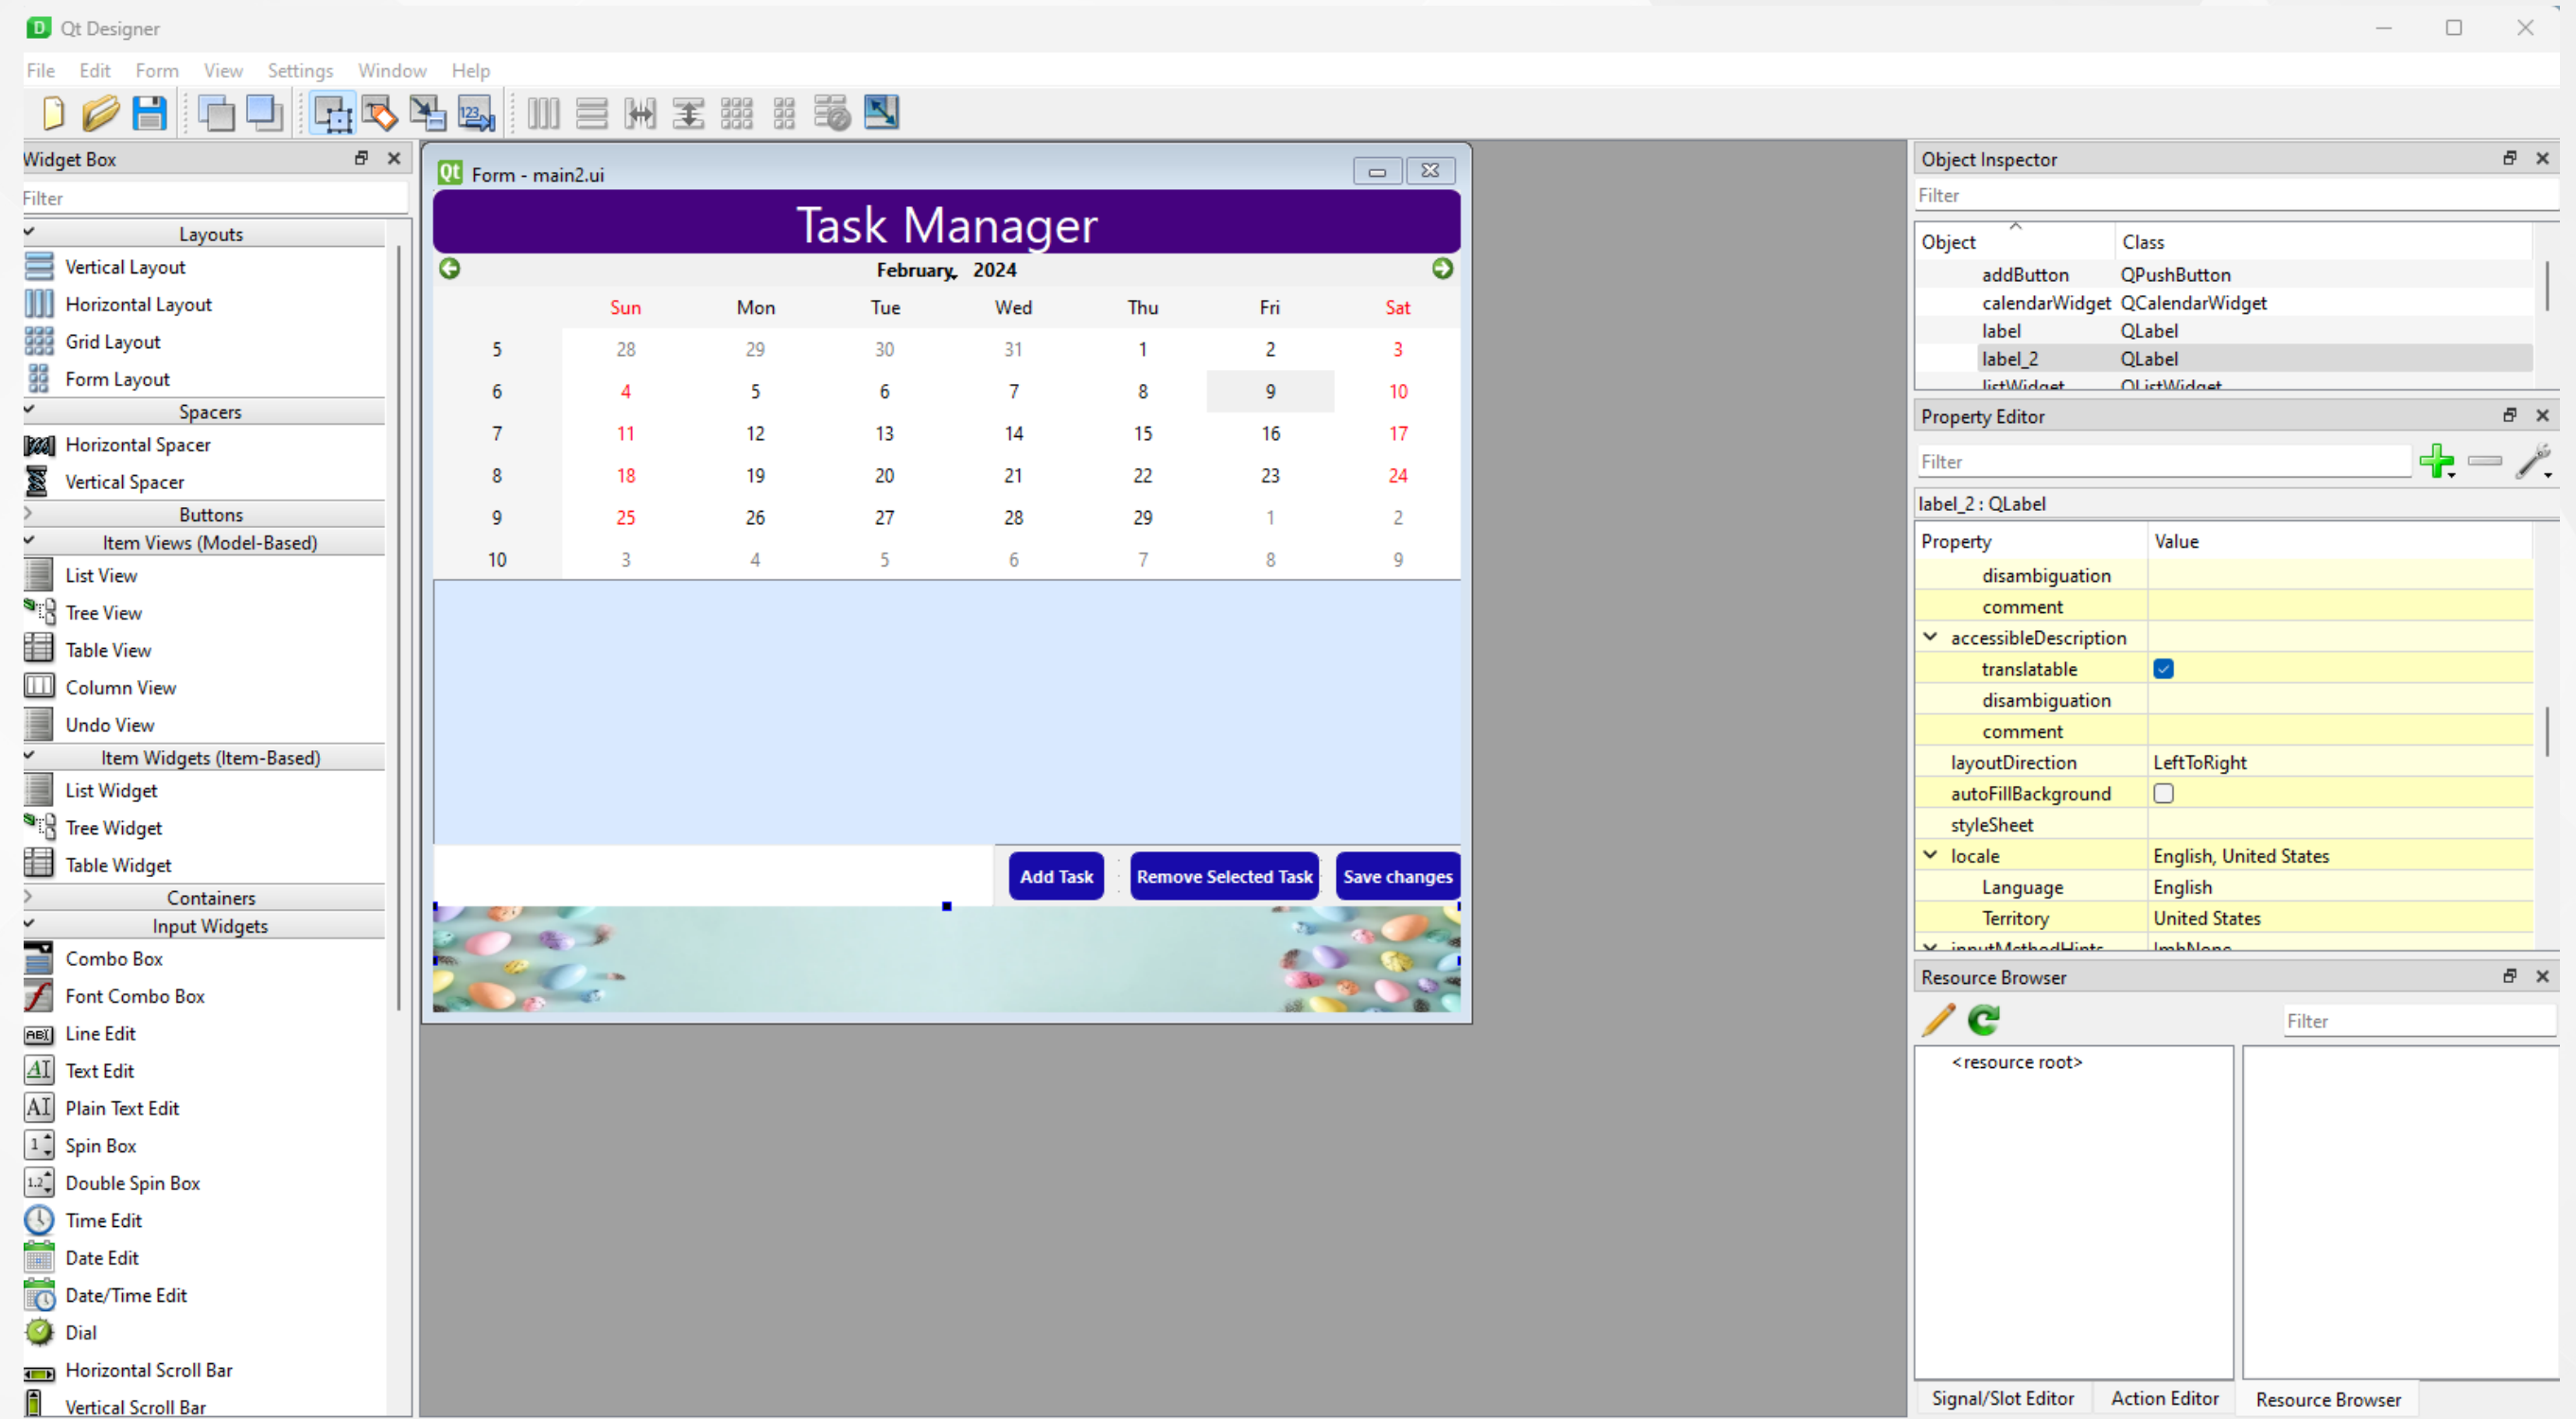 Qt Designer
File Edit Form View Settings Window Help
Widget Box
Filter
Layouts
Vertical Layout
Horizontal Layout
Grid Layout
Form Layout
Spacers
Horizontal Spacer
Vertical Spacer
Buttons
Item Views (Model-Based)
List View
Tree View
Table View
Column View
Undo View
Item Widgets (Item-Based)
List Widget
Tree Widget
Table Widget
Containers
Input Widgets
Combo Box
Font Combo Box
Line Edit
Text Edit
Plain Text Edit
Spin Box
Double Spin Box
Time Edit
Date Edit
Date/Time Edit
Dial
Horizontal Scroll Bar
Vertical Scroll Bar
Form - main2.ui
Task Manager
February, 2024
Sun Mon Tue Wed Thu Fri Sat
5 28 29 30 31 1 2 3
6 4 5 6 7 8 9 10
7 11 12 13 14 15 16 17
8 18 19 20 21 22 23 24
9 25 26 27 28 29 1 2
10 3 4 5 6 7 8 9
Add Task Remove Selected Task Save changes
Object Inspector
Filter
Object Class
addButton QPushButton
calendarWidget QCalendarWidget
label QLabel
label_2 QLabel
listWidget QListWidget
Property Editor
Filter
label_2 : QLabel
Property Value
disambiguation
comment
accessibleDescription
translatable
disambiguation
comment
layoutDirection LeftToRight
autoFillBackground
styleSheet
locale English, United States
Language English
Territory United States
inputMethodHints ImhNone
Resource Browser
Filter
<resource root>
Signal/Slot Editor Action Editor Resource Browser